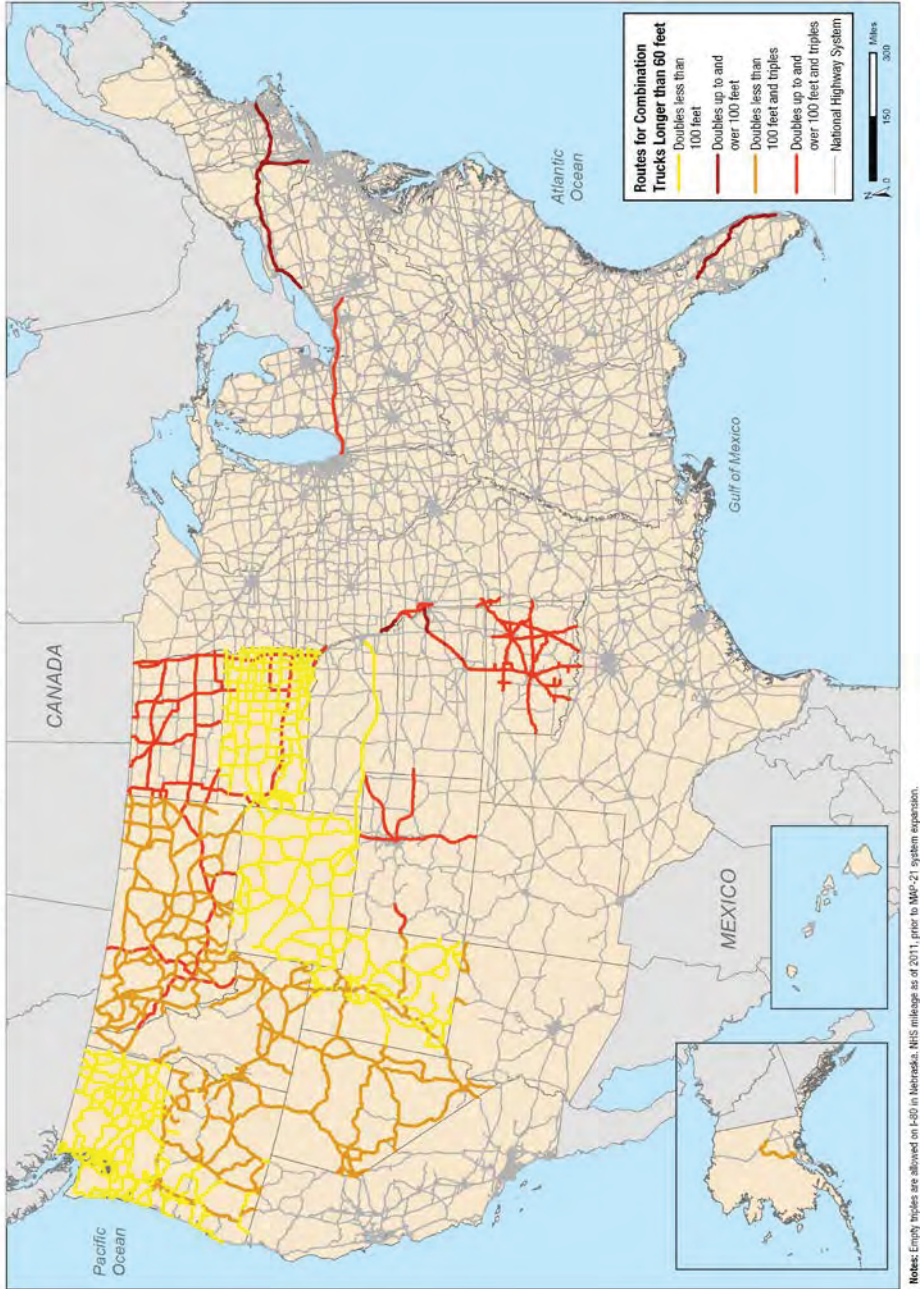 CANADA
Pacific
Ocean
Atlantic
Ocean
Gulf of Mexico
MEXICO
Routes for Combination
Trucks Longer than 60 feet
Doubles less than
100 feet
Doubles up to and
over 100 feet
Doubles less than
100 feet and triples
Doubles up to and
over 100 feet and triples
National Highway System
N
0 150 300
Miles
Notes: Empty triples are allowed on I-80 in Nebraska. NHS mileage as of 2011, prior to MAP-21 system expansion.